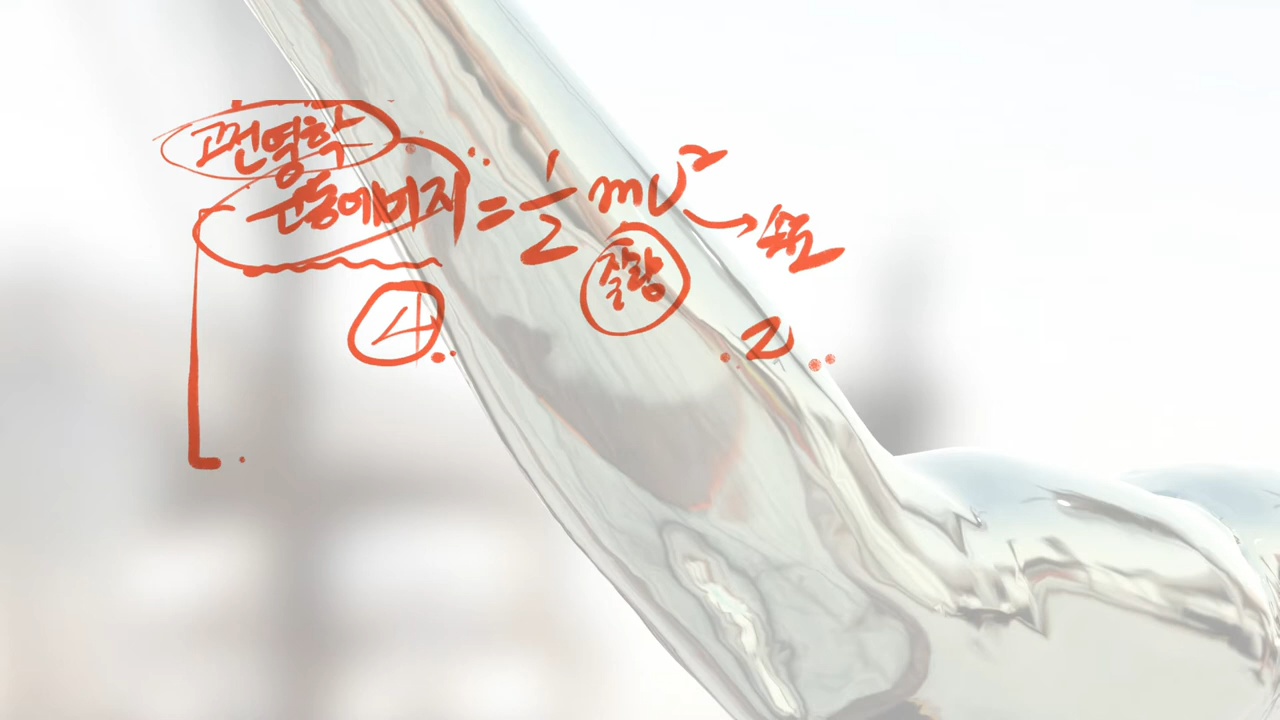 고전역학
운동에너지 = 1/2 mv² → 속도
질량
4
2